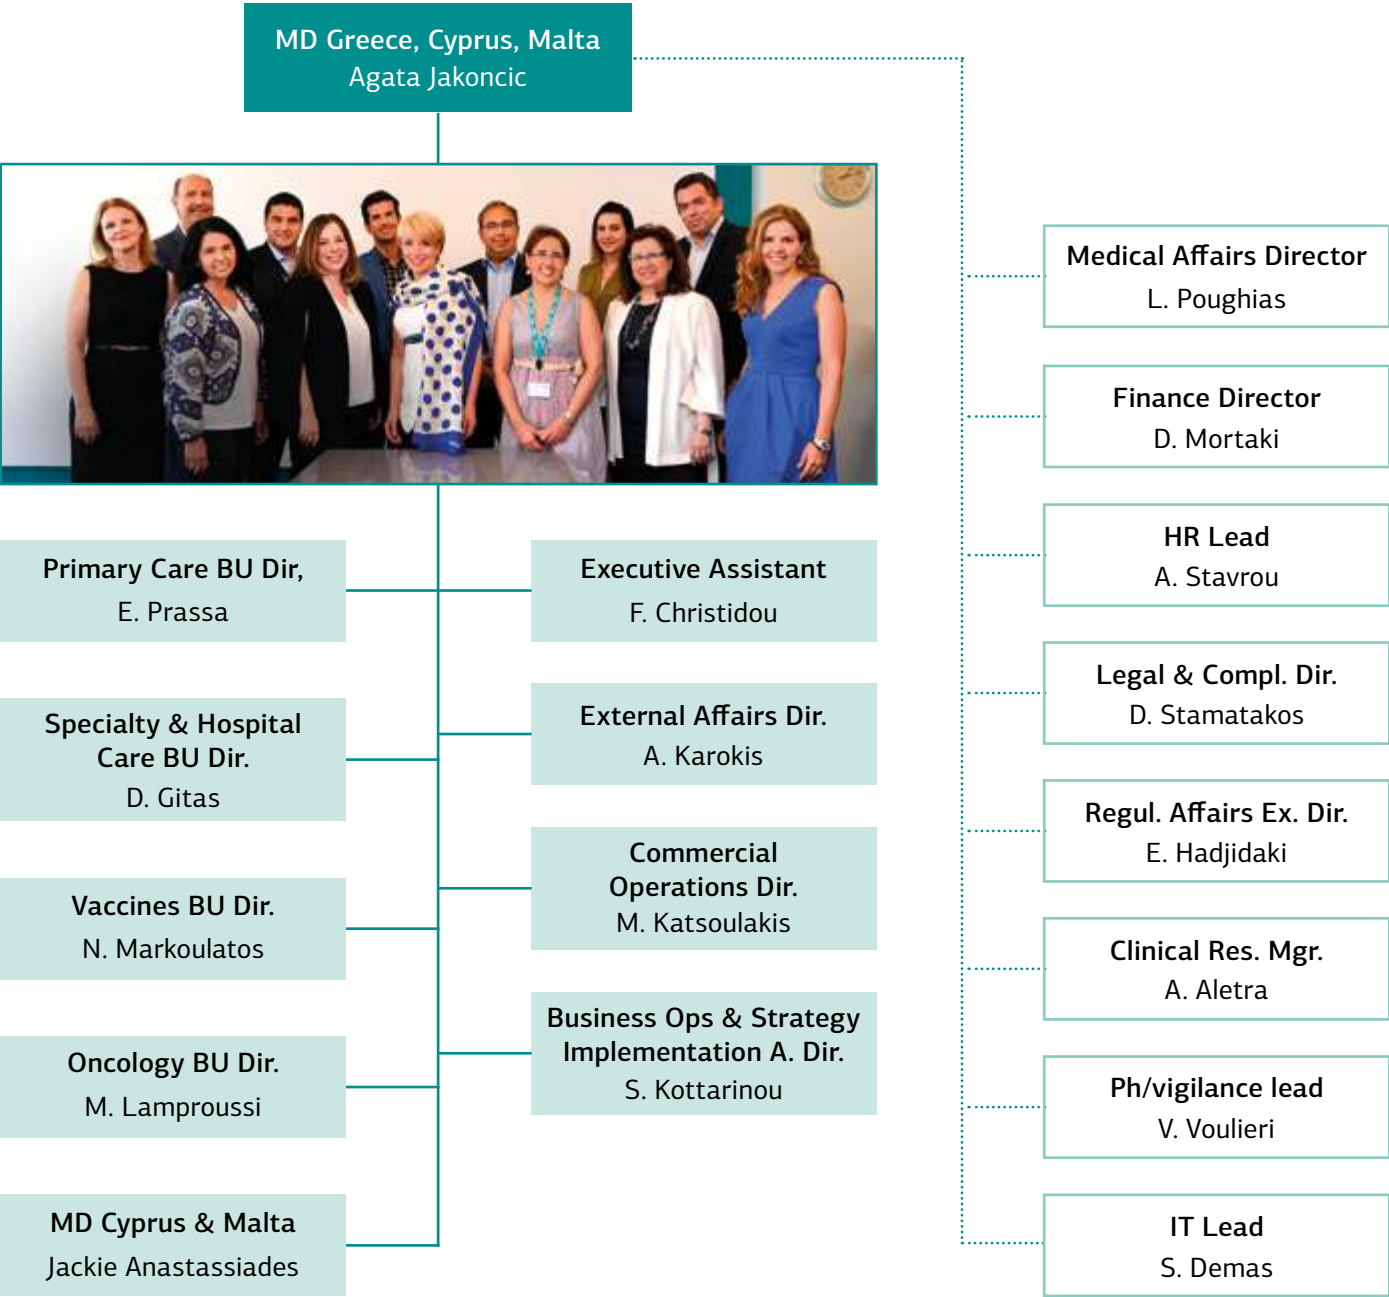 MD Greece, Cyprus, Malta
Agata Jakoncic
Primary Care BU Dir,
E. Prassa
Specialty & Hospital
Care BU Dir.
D. Gitas
Vaccines BU Dir.
N. Markoulatos
Oncology BU Dir.
M. Lamproussi
MD Cyprus & Malta
Jackie Anastassiades
Executive Assistant
F. Christidou
External Affairs Dir.
A. Karokis
Commercial
Operations Dir.
M. Katsoulakis
Business Ops & Strategy
Implementation A. Dir.
S. Kottarinou
Medical Affairs Director
L. Poughias
Finance Director
D. Mortaki
HR Lead
A. Stavrou
Legal & Compl. Dir.
D. Stamatakos
Regul. Affairs Ex. Dir.
E. Hadjidaki
Clinical Res. Mgr.
A. Aletra
Ph/vigilance lead
V. Voulieri
IT Lead
S. Demas